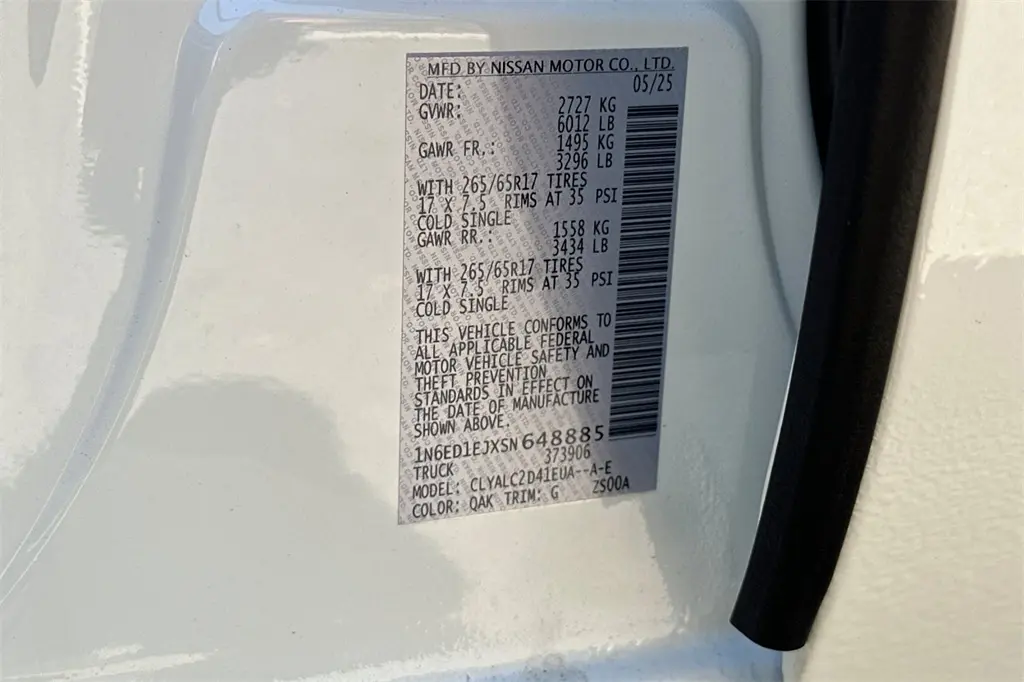 MFD BY NISSAN MOTOR CO., LTD.
DATE: 05/25
GVWR: 2727 KG
6012 LB
GAWR FR.: 1495 KG
3296 LB
WITH 265/65R17 TIRES
17 X 7.5 RIMS AT 35 PSI
COLD SINGLE
GAWR RR.: 1558 KG
3434 LB
WITH 265/65R17 TIRES
17 X 7.5 RIMS AT 35 PSI
COLD SINGLE
THIS VEHICLE CONFORMS TO
ALL APPLICABLE FEDERAL
MOTOR VEHICLE SAFETY AND
THEFT PREVENTION
STANDARDS IN EFFECT ON
THE DATE OF MANUFACTURE
SHOWN ABOVE.
1N6ED1EJXSN648885
373906
TRUCK
MODEL: CLYALC2D41EUA--A-E
COLOR: QAK TRIM: G ZS00A